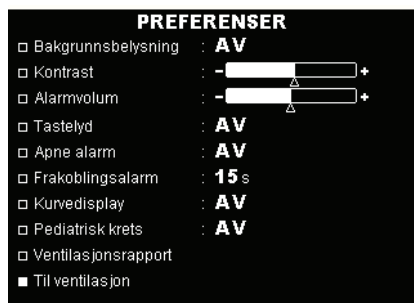 PREFERENSER
Bakgrunnsbelysning : AV
Kontrast : - +
Alarmvolum : - +
Tastelyd : AV
Apne alarm : AV
Frakoblingsalarm : 15 s
Kurvedisplay : AV
Pediatrisk krets : AV
Ventilasjonsrapport
Til ventilasjon